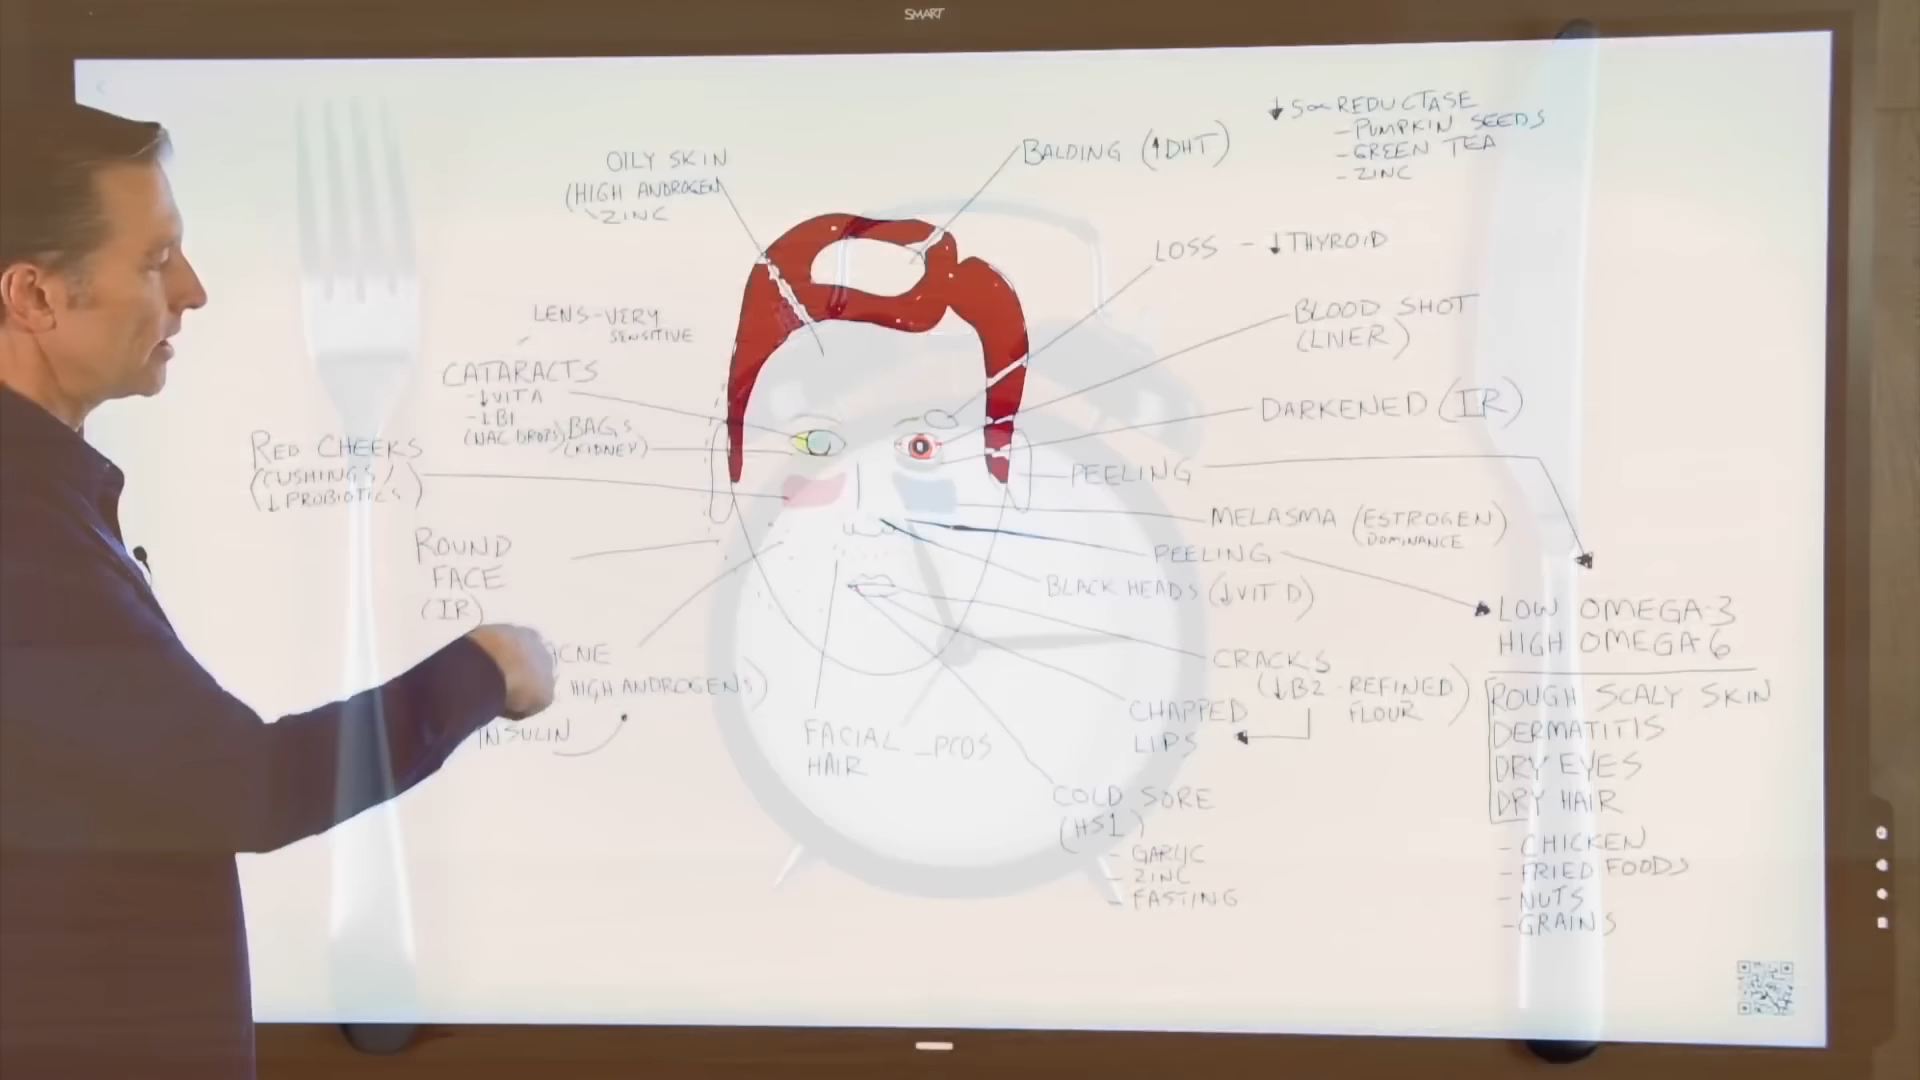 SMART
↓ 5α REDUCTASE
- PUMPKIN SEEDS
- GREEN TEA
- ZINC
BALDING (↑DHT)
OILY SKIN
(HIGH ANDROGEN
ZINC
LOSS - ↓THYROID
LENS-VERY
SENSITIVE
BLOOD SHOT
(LIVER)
CATARACTS
-↓VIT A
-↓B1
(NAC DROPS)
BAGS
(KIDNEY)
DARKENED (IR)
RED CHEEKS
(CUSHINGS/
↓PROBIOTICS)
PEELING
MELASMA (ESTROGEN)
DOMINANCE
ROUND
FACE
(IR)
PEELING
BLACK HEADS (↓VIT D)
LOW OMEGA-3
HIGH OMEGA 6
ACNE
HIGH ANDROGENS)
INSULIN
CRACKS
(↓B2 - REFINED)
FLOUR
CHAPPED
LIPS
FACIAL - PCOS
HAIR
ROUGH SCALY SKIN
DERMATITIS
DRY EYES
DRY HAIR
- CHICKEN
- FRIED FOODS
- NUTS
- GRAINS
COLD SORE
(HS1)
- GARLIC
- ZINC
- FASTING